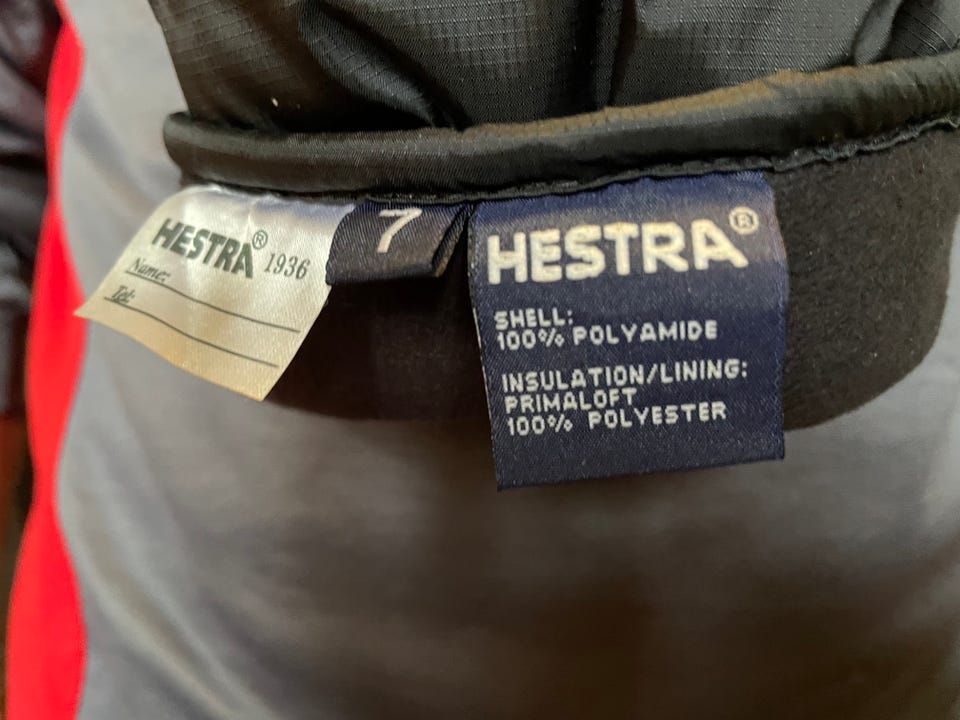 HESTRA® 1936
Name:
Tel:
7
HESTRA®
SHELL:
100% POLYAMIDE
INSULATION/LINING:
PRIMALOFT
100% POLYESTER